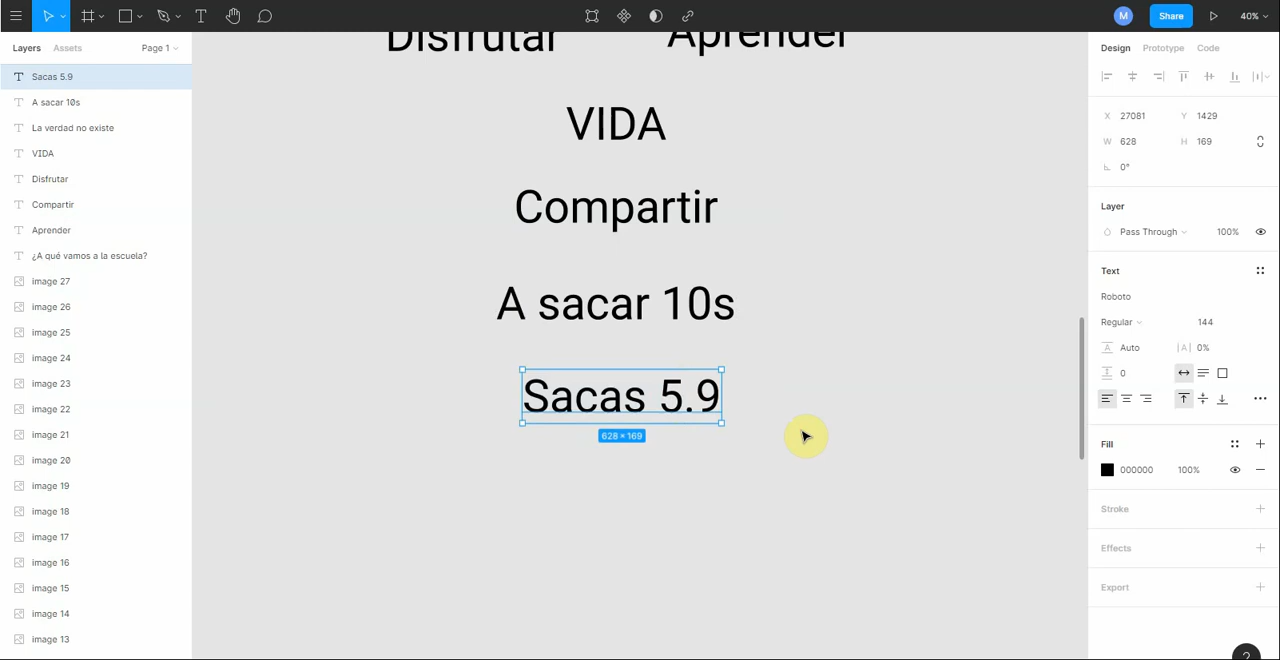 M
Share
40%
Layers
Assets
Page 1
Design
Prototype
Code
Sacas 5.9
A sacar 10s
La verdad no existe
VIDA
Disfrutar
Compartir
Aprender
¿A qué vamos a la escuela?
image 27
image 26
image 25
image 24
image 23
image 22
image 21
image 20
image 19
image 18
image 17
image 16
image 15
image 14
image 13
Disfrutar Aprender
VIDA
Compartir
A sacar 10s
Sacas 5.9
628 × 169
X 27081 Y 1429
W 628 H 169
0°
Layer
Pass Through 100%
Text
Roboto
Regular 144
A Auto |A| 0%
0
Fill
000000 100%
Stroke
Effects
Export
?